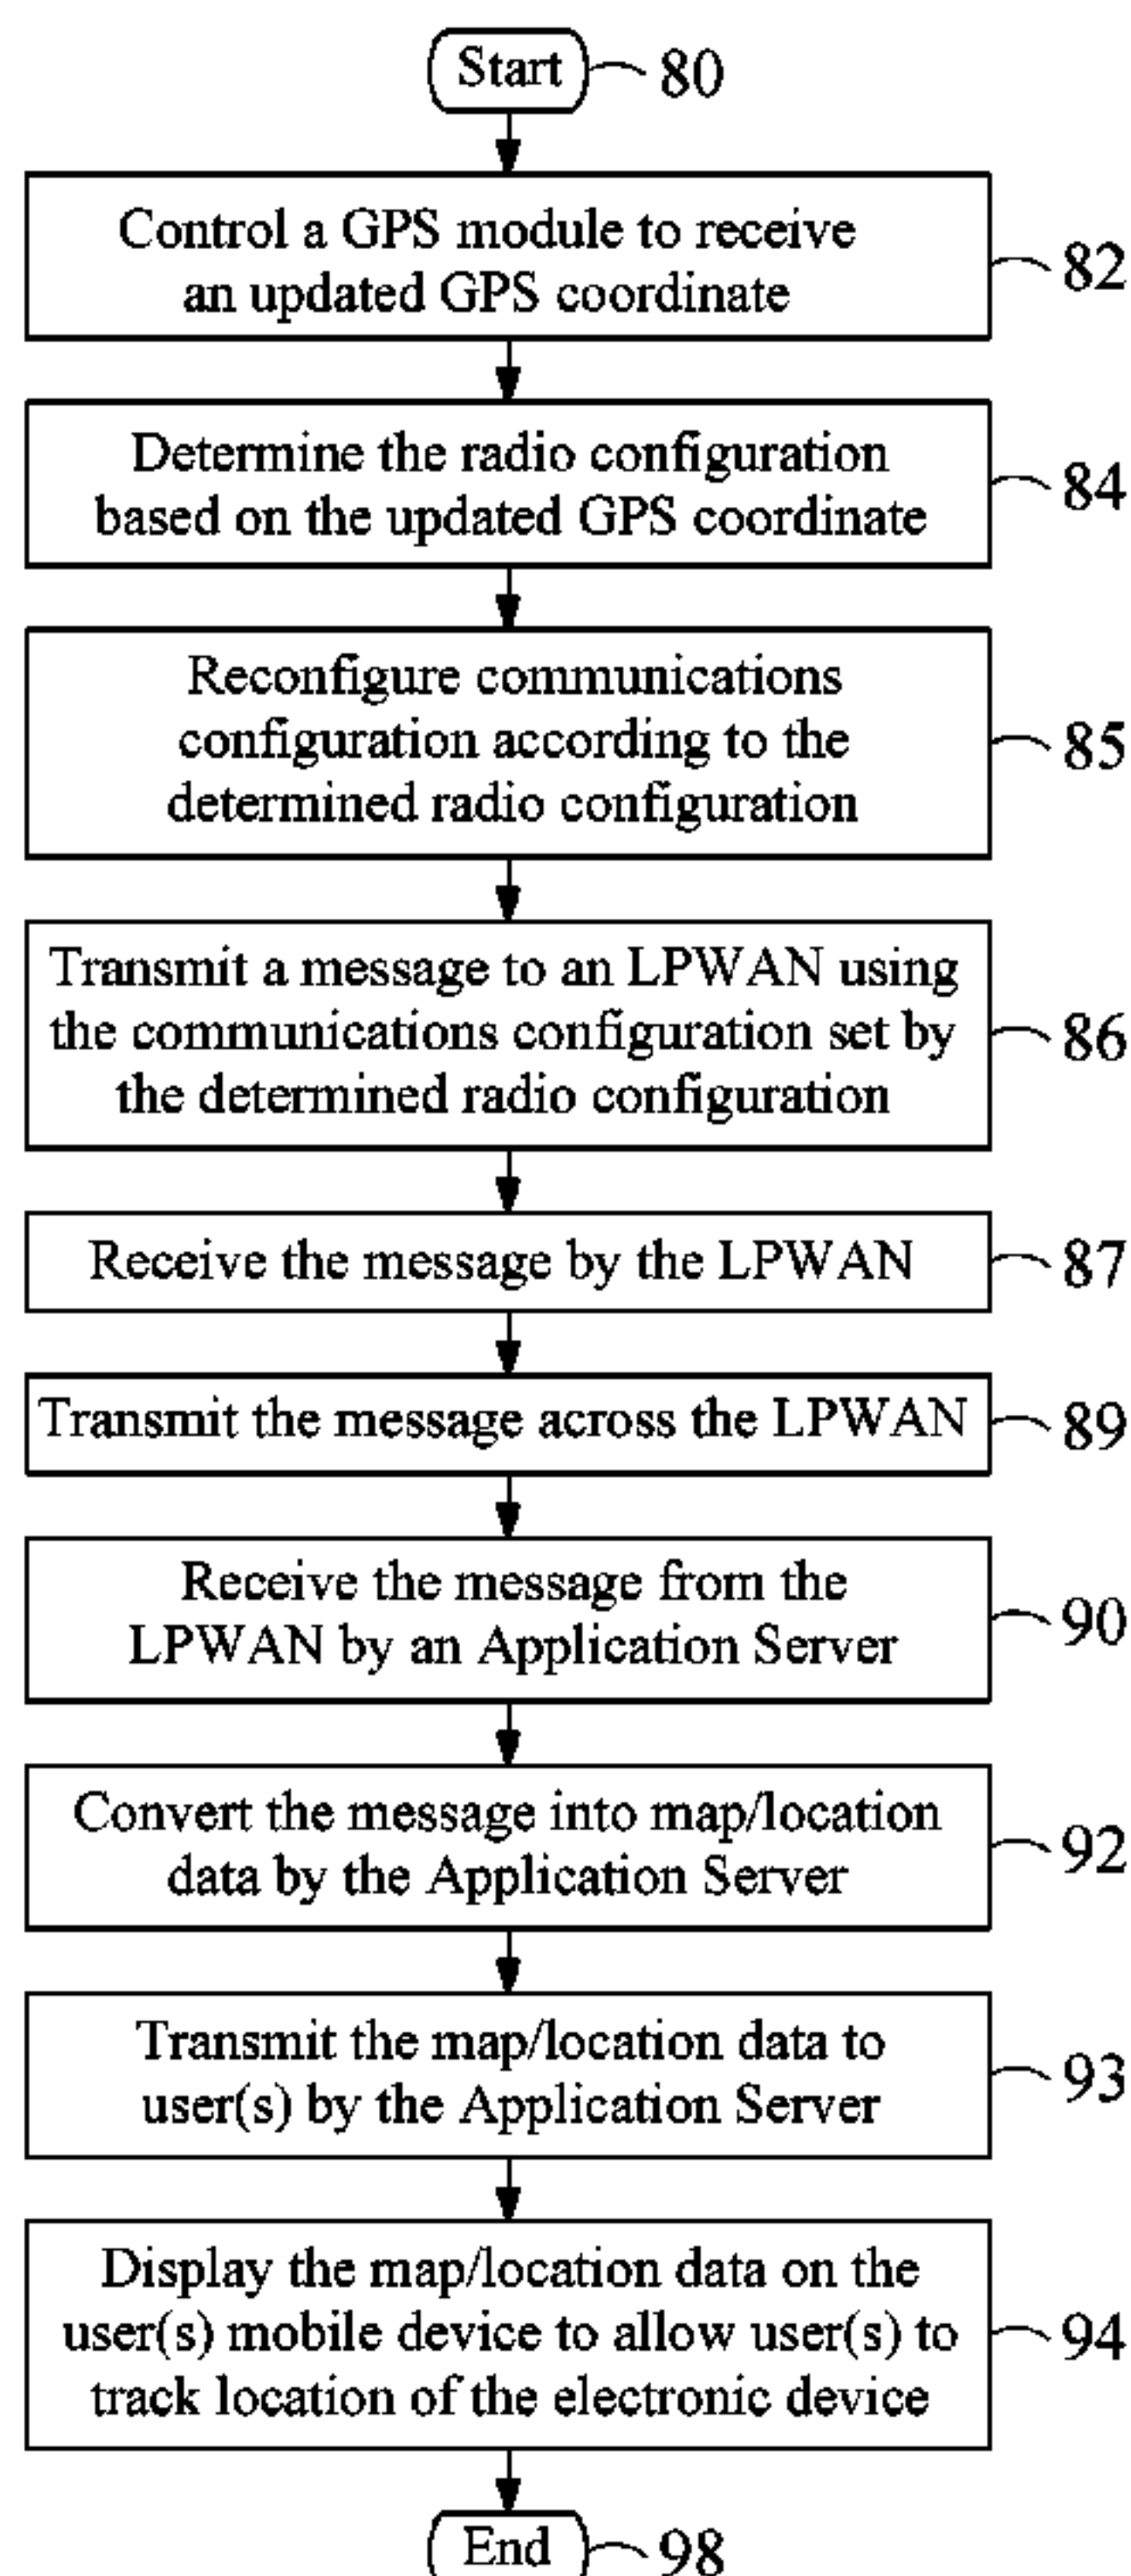 Start 80
Control a GPS module to receive
an updated GPS coordinate
82
Determine the radio configuration
based on the updated GPS coordinate
84
Reconfigure communications
configuration according to the
determined radio configuration
85
Transmit a message to an LPWAN using
the communications configuration set by
the determined radio configuration
86
Receive the message by the LPWAN 87
Transmit the message across the LPWAN 89
Receive the message from the
LPWAN by an Application Server
90
Convert the message into map/location
data by the Application Server
92
Transmit the map/location data to
user(s) by the Application Server
93
Display the map/location data on the
user(s) mobile device to allow user(s) to
track location of the electronic device
94
End 98